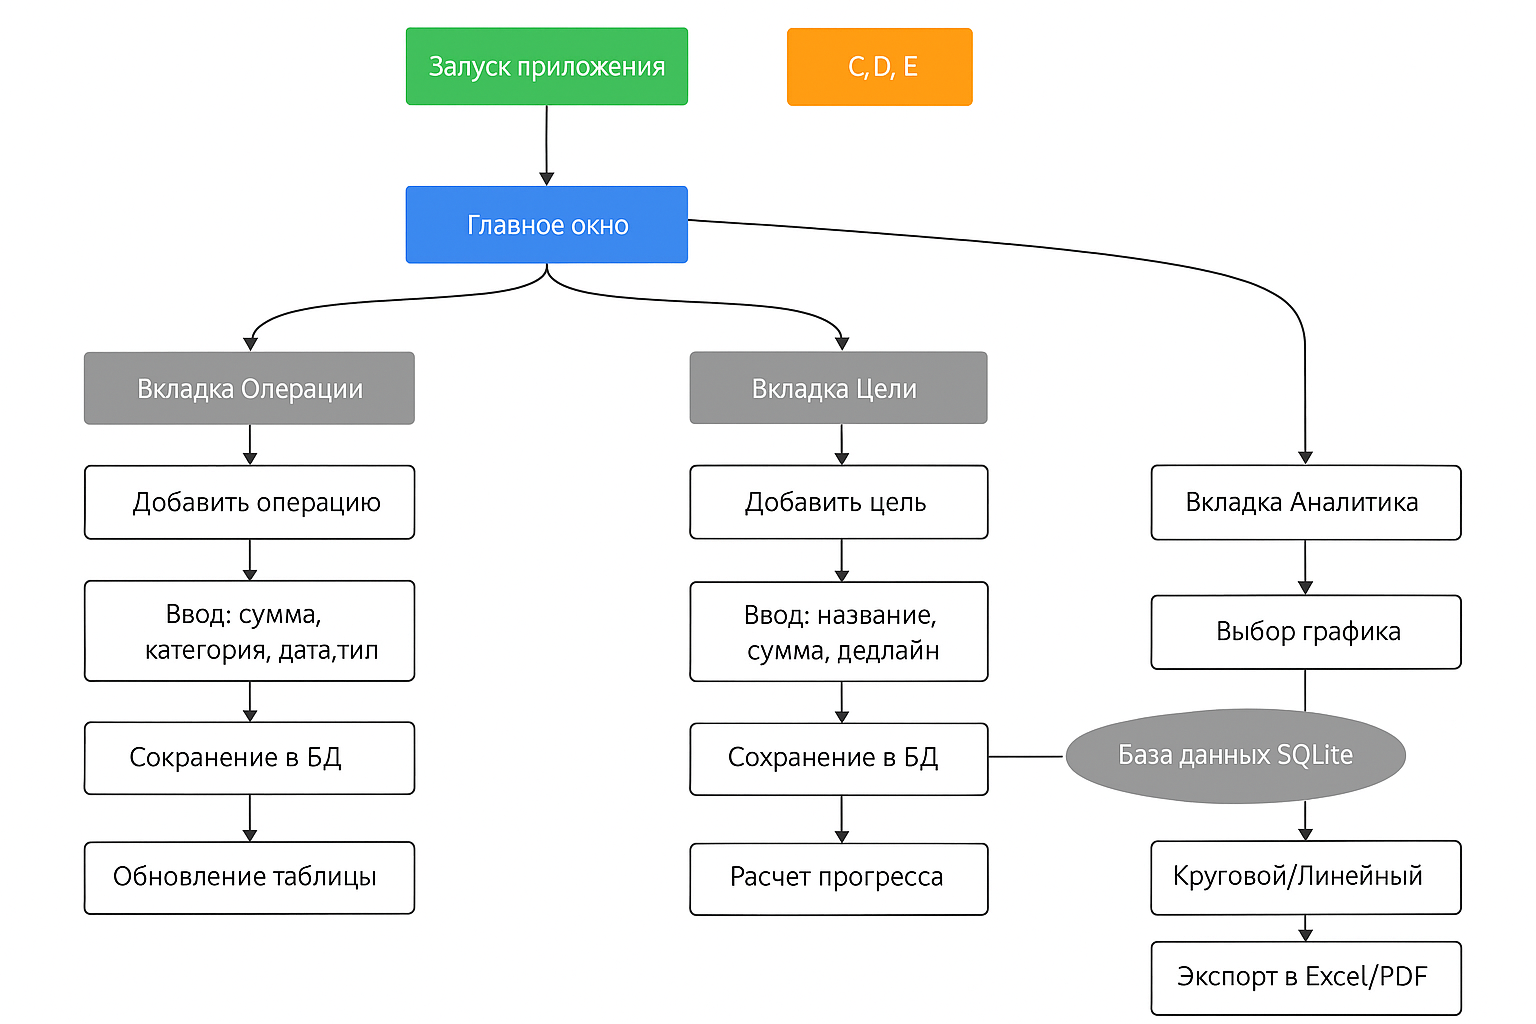 Залуск приложения
C, D, E
Главное окно
Вкладка Олерации
Добавить операцию
Ввод: сумма,
категория, дата,тил
Сокранение в БД
Обновление таблицы
Вкладка Цели
Добавить цель
Ввод: название,
сумма, дедлайн
Сохранение в БД
Расчет прогресса
Вкладка Аналитика
Выбор графика
База данных SQLite
Круговой/Линейный
Экспорт в Excel/PDF